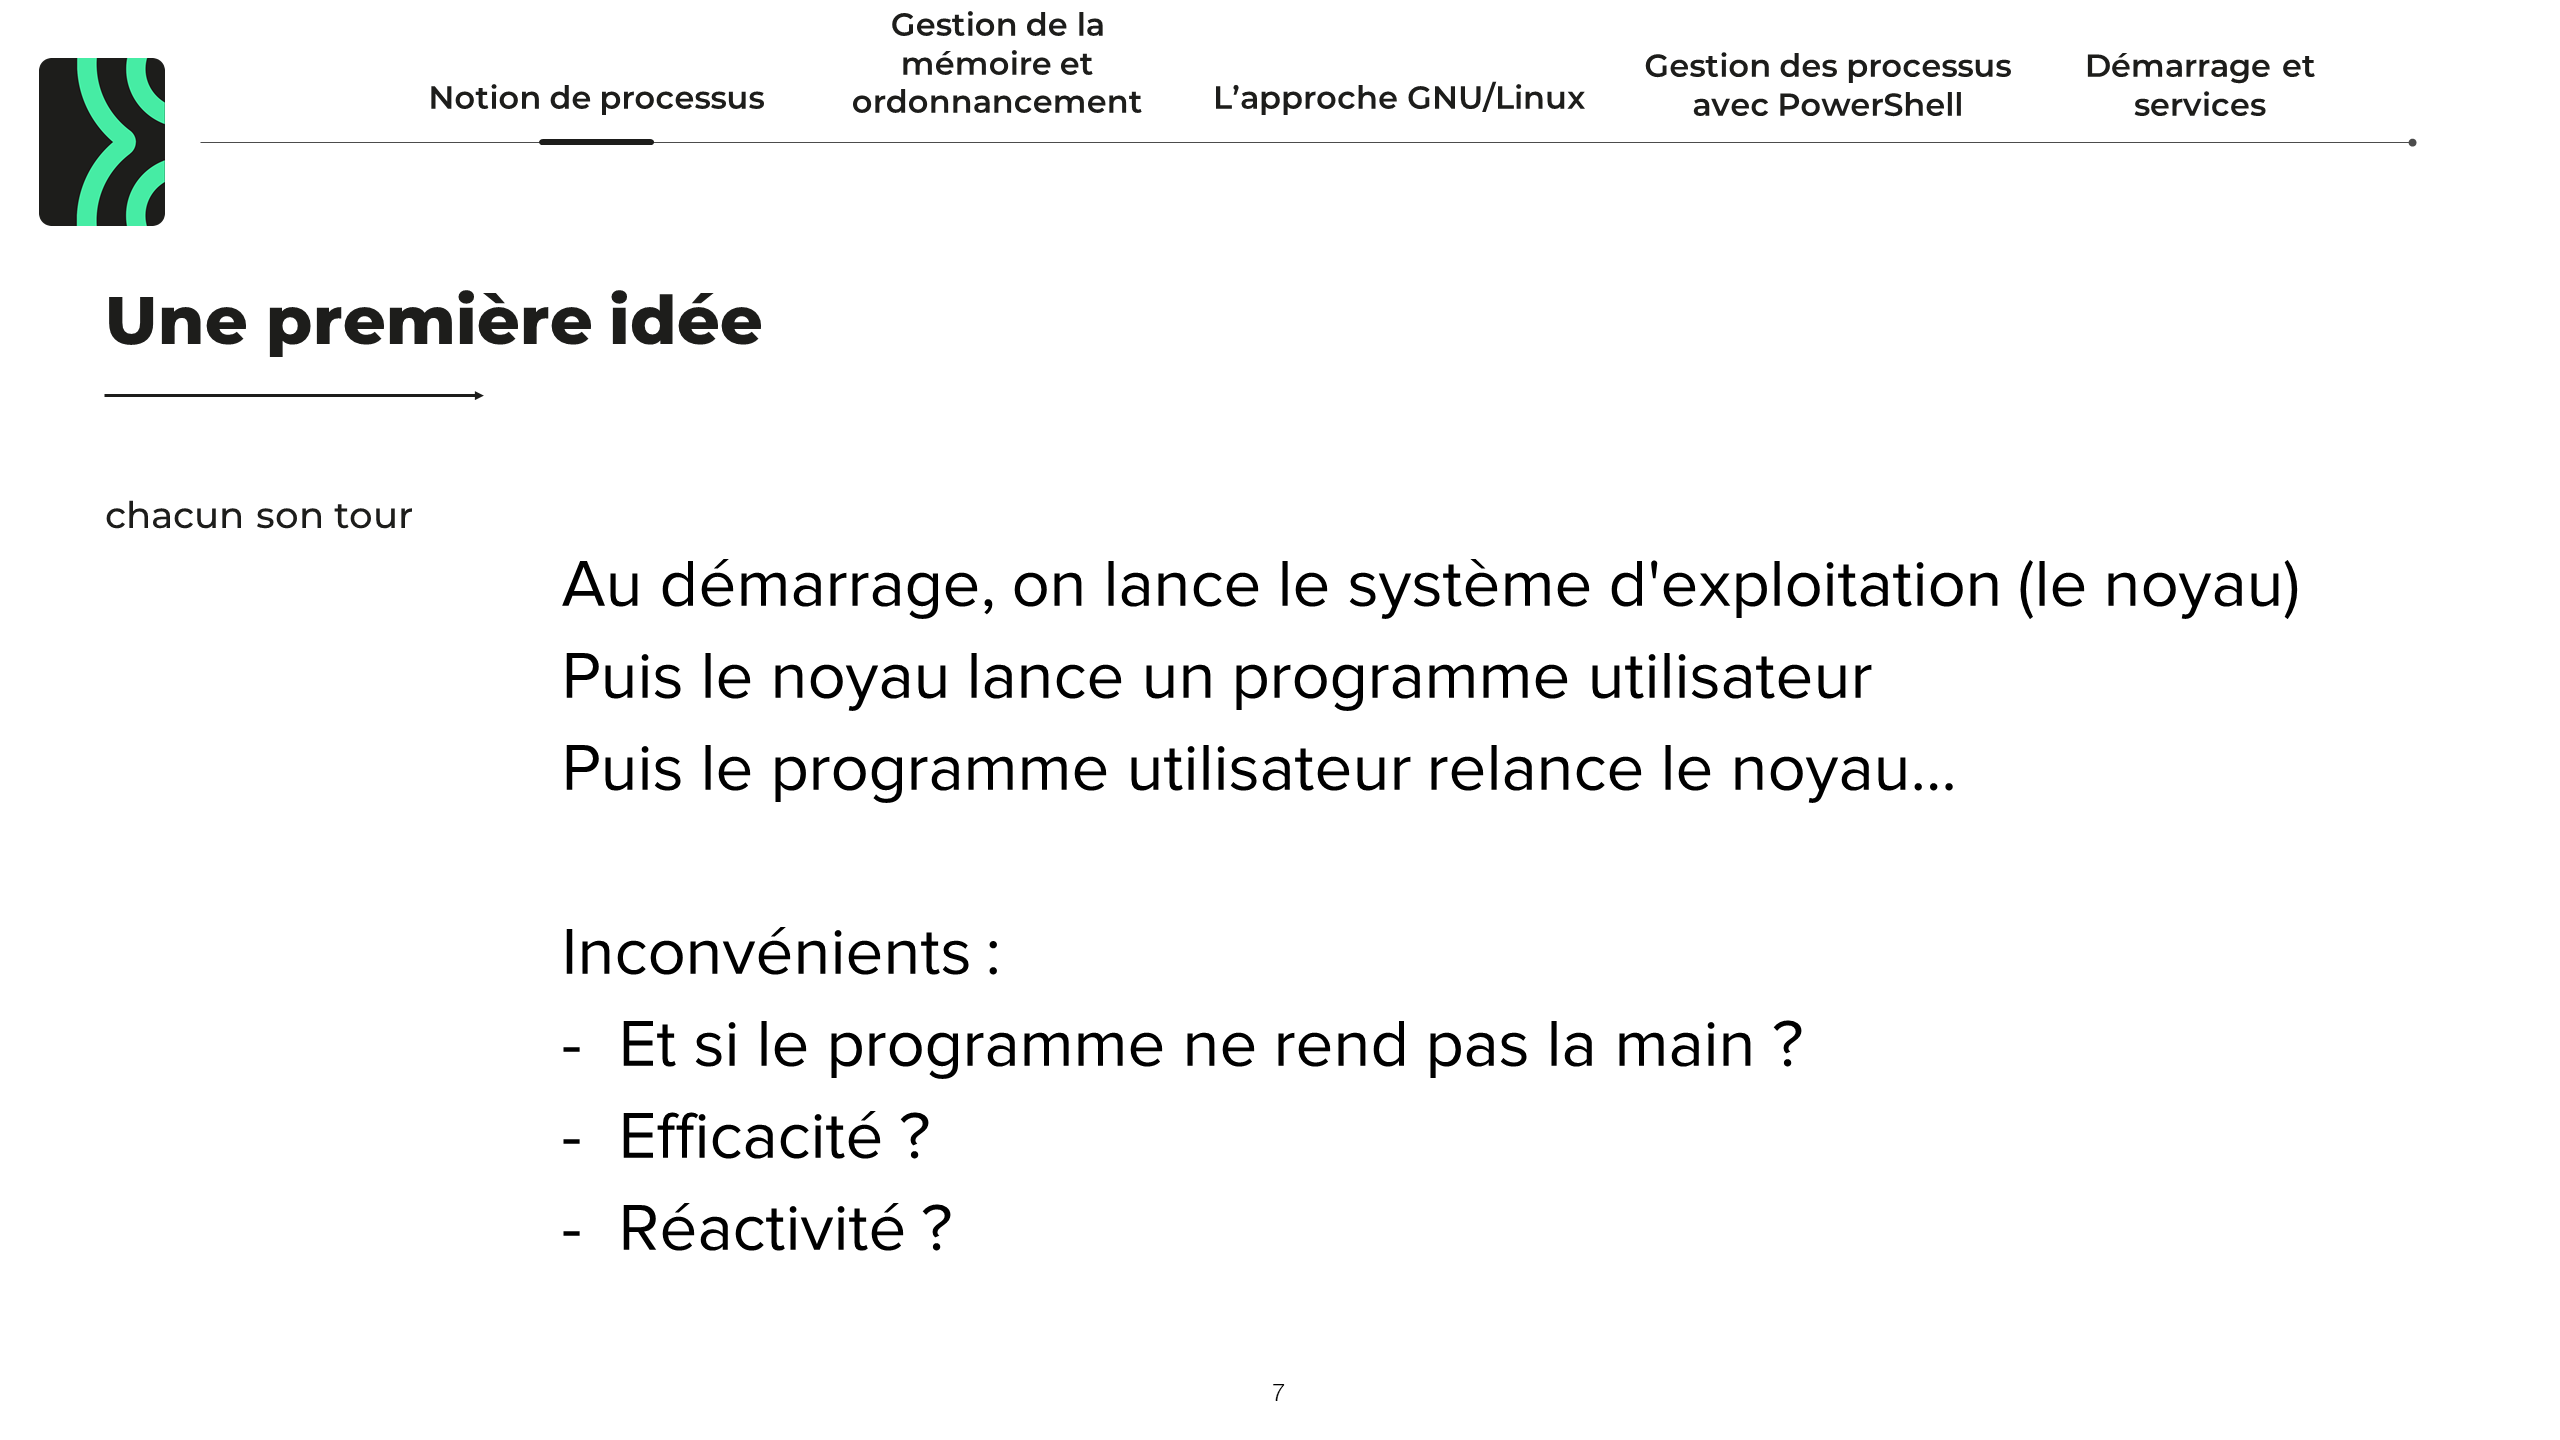 Notion de processus
Gestion de la
mémoire et
ordonnancement
L’approche GNU/Linux
Gestion des processus
avec PowerShell
Démarrage et
services
Une première idée
chacun son tour
Au démarrage, on lance le système d'exploitation (le noyau)
Puis le noyau lance un programme utilisateur
Puis le programme utilisateur relance le noyau...
Inconvénients :
- Et si le programme ne rend pas la main ?
- Efficacité ?
- Réactivité ?
7